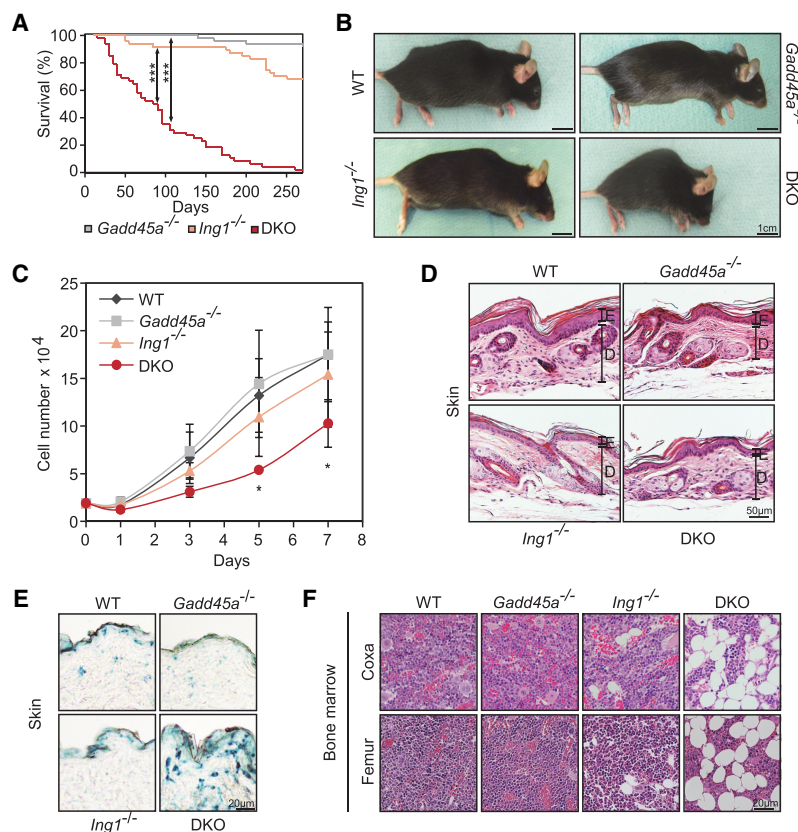 A
Survival (%)
100
80
60
40
20
0
***
***
0 50 100 150 200 250
Days
Gadd45a-/- Ing1-/- DKO
B
WT
Gadd45a-/-
Ing1-/-
DKO
1cm
C
Cell number x 104
25
20
15
10
5
0
WT
Gadd45a-/-
Ing1-/-
DKO
*
*
0 1 2 3 4 5 6 7 8
Days
D
WT Gadd45a-/-
Skin
E
D
E
D
E
D
E
D
50µm
Ing1-/- DKO
E
WT Gadd45a-/-
Skin
20µm
Ing1-/- DKO
F
WT Gadd45a-/- Ing1-/- DKO
Bone marrow
Coxa
Femur
20µm